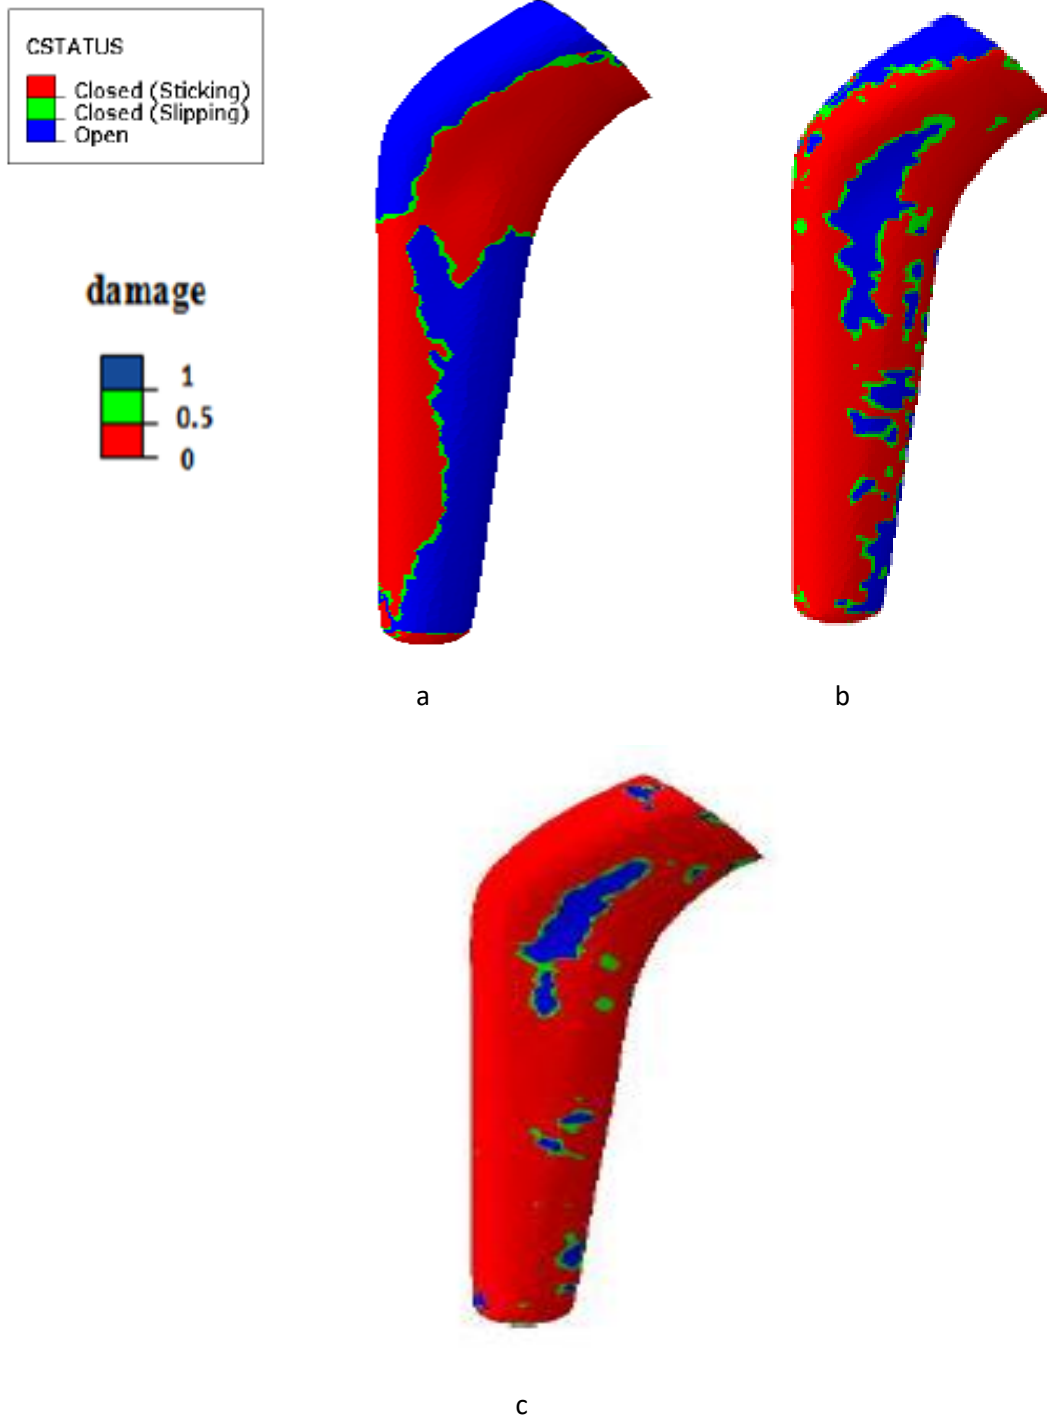 CSTATUS
Closed (Sticking)
Closed (Slipping)
Open
damage
1
0.5
0
a
b
c